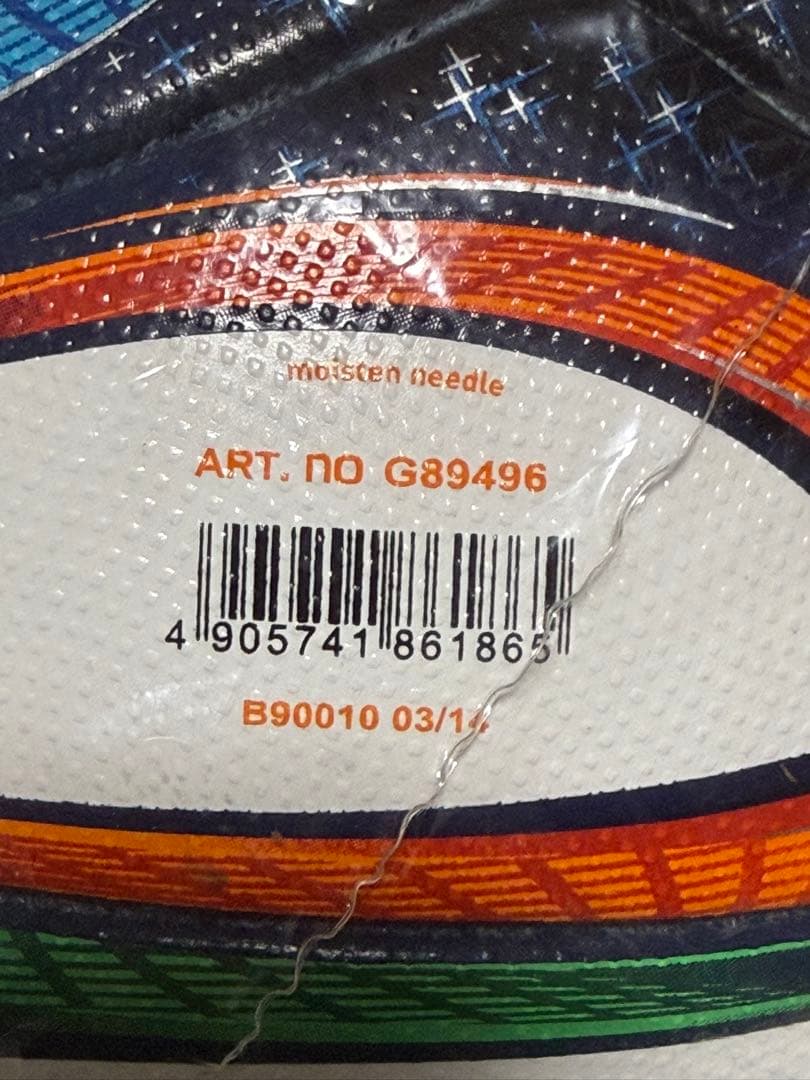 moisten needle
ART. no G89496
4 905741 861865
B90010 03/14